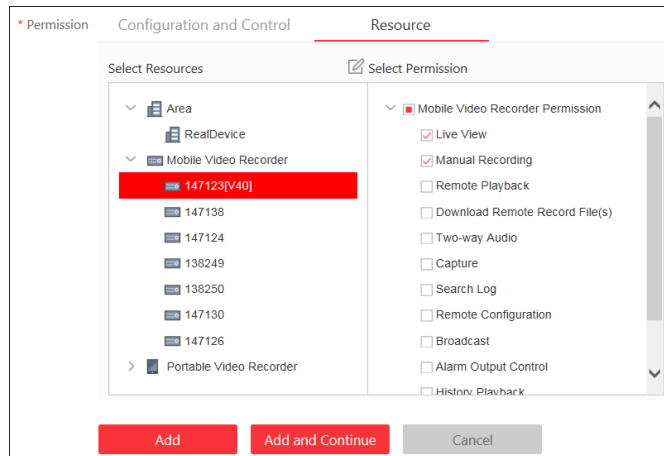 * Permission Configuration and Control Resource
Select Resources Select Permission
Area
RealDevice
Mobile Video Recorder
147123[V40]
147138
147124
138249
138250
147130
147126
Portable Video Recorder
Mobile Video Recorder Permission
Live View
Manual Recording
Remote Playback
Download Remote Record File(s)
Two-way Audio
Capture
Search Log
Remote Configuration
Broadcast
Alarm Output Control
History Playback
Add Add and Continue Cancel